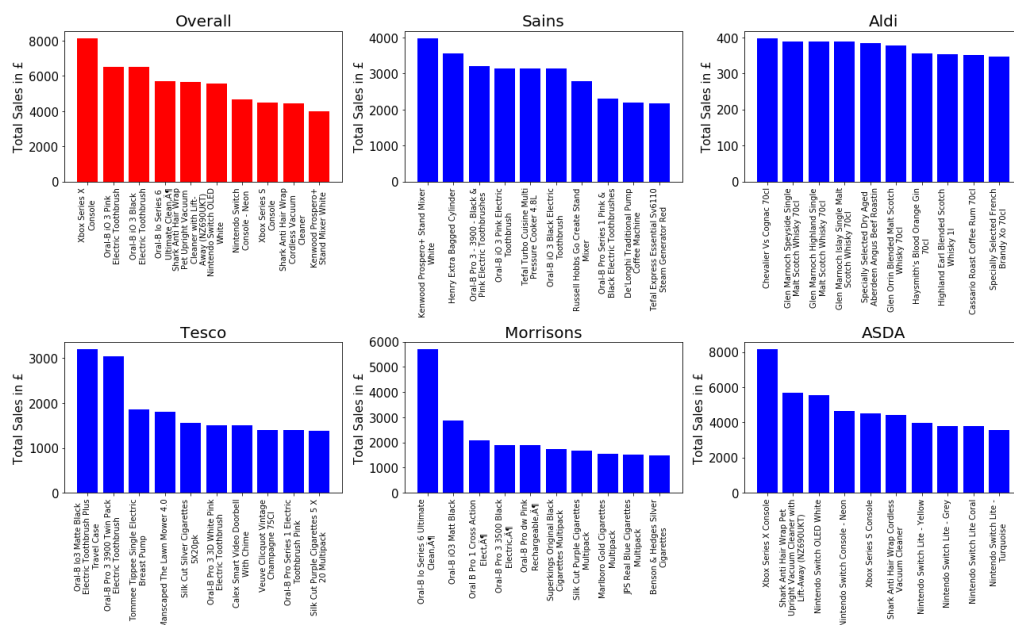 Overall
Total Sales in £
8000
6000
4000
2000
0
Xbox Series X
Console
Oral-B iO 3 Pink
Electric Toothbrush
Oral-B iO 3 Black
Electric Toothbrush
Oral-B Io Series 6
Ultimate Clean,Ä¶
Shark Anti Hair Wrap
Pet Upright Vacuum
Cleaner with Lift-
Away (NZ690UKT)
Nintendo Switch OLED
White
Nintendo Switch
Console - Neon
Xbox Series S
Console
Shark Anti Hair Wrap
Cordless Vacuum
Cleaner
Kenwood Prospero+
Stand Mixer White
Sains
Total Sales in £
4000
3000
2000
1000
0
Kenwood Prospero+ Stand Mixer
White
Henry Extra Bagged Cylinder
Oral-B Pro 3 - 3900 - Black &
Pink Electric Toothbrushes
Oral-B iO 3 Pink Electric
Toothbrush
Tefal Turbo Cuisine Multi
Pressure Cooker 4.8L
Oral-B iO 3 Black Electric
Toothbrush
Russell Hobbs Go Create Stand
Mixer
Oral-B Pro Series 1 Pink &
Black Electric Toothbrushes
De'Longhi Traditional Pump
Coffee Machine
Tefal Express Essential Sv6110
Steam Generator Red
Aldi
Total Sales in £
400
300
200
100
0
Chevalier Vs Cognac 70cl
Glen Marnoch Speyside Single
Malt Scotch Whisky 70cl
Glen Marnoch Highland Single
Malt Scotch Whisky 70cl
Glen Marnoch Islay Single Malt
Scotch Whisky 70cl
Specially Selected Dry Aged
Aberdeen Angus Beef Roastin
Glen Orrin Blended Malt Scotch
Whisky 70cl
Haysmith's Blood Orange Gin
70cl
Highland Earl Blended Scotch
Whisky 1l
Cassario Roasted Coffee Rum 70cl
Specially Selected French
Brandy Xo 70cl
Tesco
Total Sales in £
3000
2000
1000
0
Oral-B Io3 Matte Black
Electric Toothbrush Plus
Travel Case
Oral-B Pro 3 3900 Twin Pack
Electric Toothbrush
Tommee Tippee Single Electric
Breast Pump
Manscaped The Lawn Mower 4.0
Silk Cut Silver Cigarettes
5X20pk
Oral-B Pro 3 3D White Pink
Electric Toothbrush
Calex Smart Video Doorbell
With Chime
Veuve Clicquot Vintage
Champagne 75Cl
Oral-B Pro Series 1 Electric
Toothbrush Pink
Silk Cut Purple Cigarettes 5 X
20 Multipack
Morrisons
Total Sales in £
6000
5000
4000
3000
2000
1000
0
Oral-B Io Series 6 Ultimate
Clean,Ä¶
Oral-B iO3 Matt Black
Oral-B Pro 1 Cross Action
Elect,Ä¶
Oral-B Pro 3 3500 Black
Electric,Ä¶
Oral-B Pro dw Pink
Rechargeable,Ä¶
Superkings Original Black
Cigarettes Multipack
Silk Cut Purple Cigarettes
Multipack
Marlboro Gold Cigarettes
Multipack
JPS Real Blue Cigarettes
Multipack
Benson & Hedges Silver
Cigarettes
ASDA
Total Sales in £
8000
6000
4000
2000
0
Xbox Series X Console
Shark Anti Hair Wrap Pet
Upright Vacuum Cleaner with
Lift-Away (NZ690UKT)
Nintendo Switch OLED White
Nintendo Switch Console - Neon
Xbox Series S Console
Shark Anti Hair Wrap Cordless
Vacuum Cleaner
Nintendo Switch Lite - Yellow
Nintendo Switch Lite - Grey
Nintendo Switch Lite Coral
Nintendo Switch Lite -
Turquoise